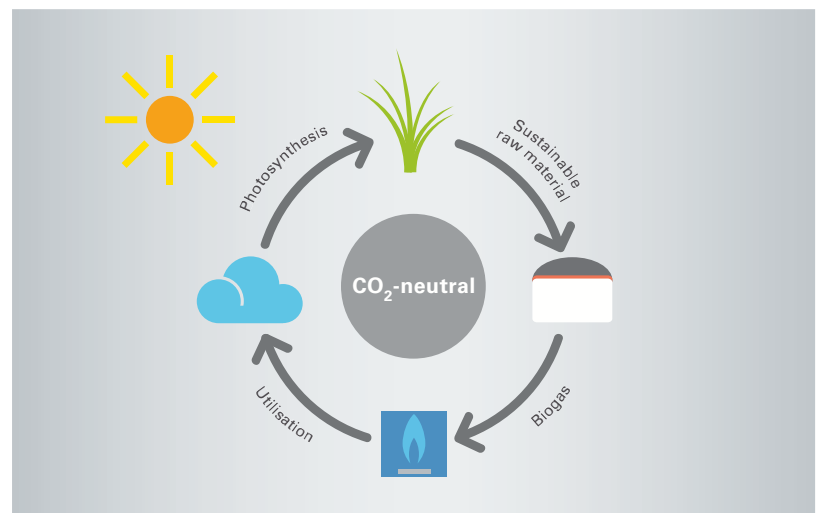 Photosynthesis
Sustainable
raw material
CO₂-neutral
Utilisation
Biogas